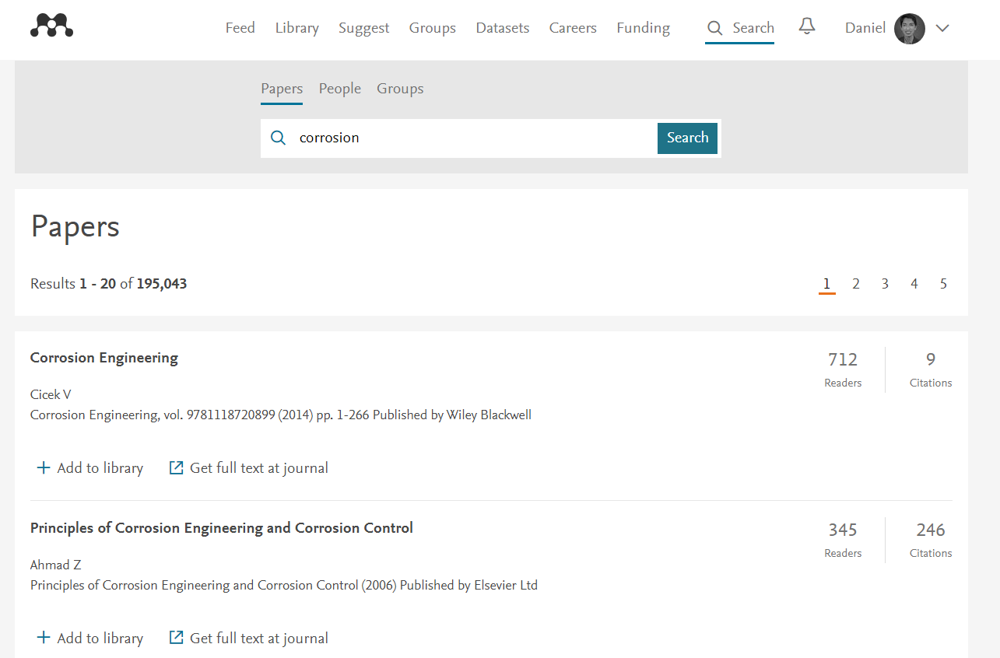 Feed Library Suggest Groups Datasets Careers Funding Search Daniel
Papers People Groups
corrosion Search
Papers
Results 1 - 20 of 195,043 1 2 3 4 5
Corrosion Engineering
712 9
Readers Citations
Cicek V
Corrosion Engineering, vol. 9781118720899 (2014) pp. 1-266 Published by Wiley Blackwell
Add to library Get full text at journal
Principles of Corrosion Engineering and Corrosion Control
345 246
Readers Citations
Ahmad Z
Principles of Corrosion Engineering and Corrosion Control (2006) Published by Elsevier Ltd
Add to library Get full text at journal